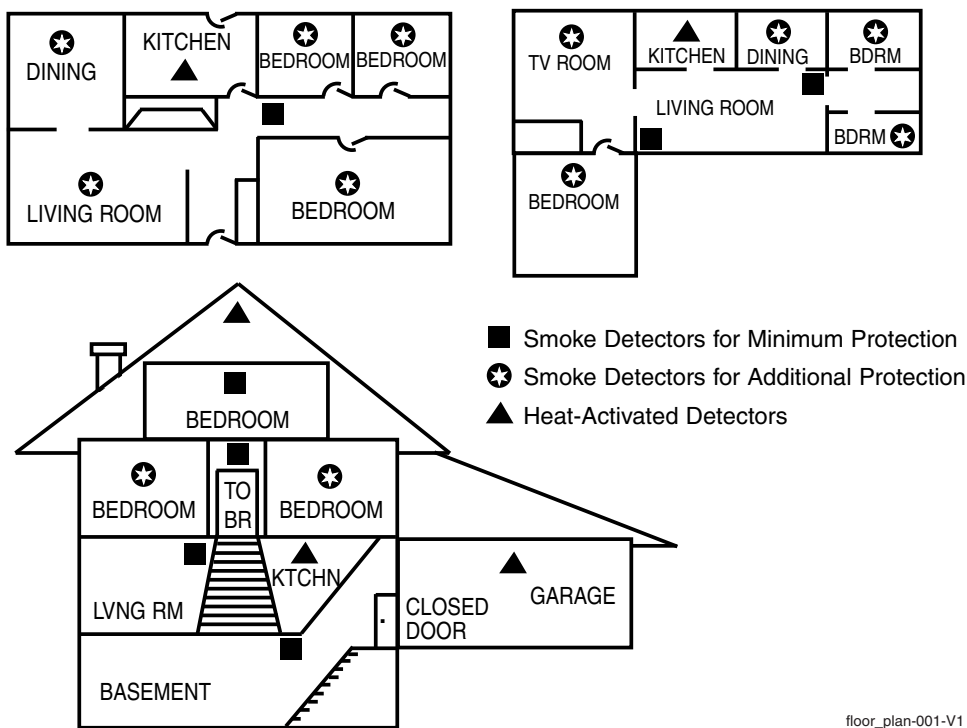 DINING
KITCHEN
BEDROOM
BEDROOM
LIVING ROOM
BEDROOM
TV ROOM
KITCHEN
DINING
BDRM
LIVING ROOM
BDRM
BEDROOM
Smoke Detectors for Minimum Protection
Smoke Detectors for Additional Protection
Heat-Activated Detectors
BEDROOM
BEDROOM
TO
BR
BEDROOM
LVNG RM
KTCHN
CLOSED
DOOR
GARAGE
BASEMENT
floor_plan-001-V1